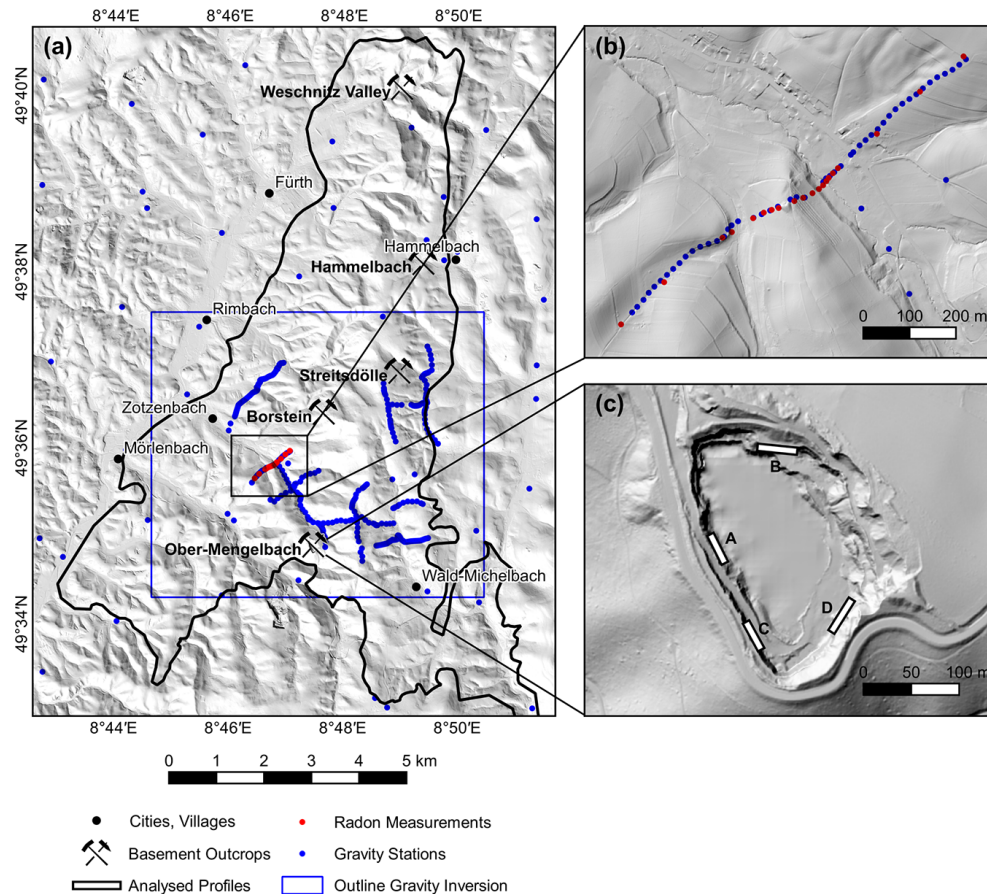 8°44′E 8°46′E 8°48′E 8°50′E
(a)
49°40′N
49°38′N
49°36′N
49°34′N
Weschnitz Valley
Fürth
Hammelbach
Hammelbach
Rimbach
Streitsdölle
Borstein
Zotzenbach
Mörlenbach
Ober-Mengelbach
Wald-Michelbach
8°44′E 8°46′E 8°48′E 8°50′E
(b)
0 100 200 m
(c)
B
A
D
C
0 50 100 m
0 1 2 3 4 5 km
Cities, Villages
Radon Measurements
Basement Outcrops
Gravity Stations
Analysed Profiles
Outline Gravity Inversion